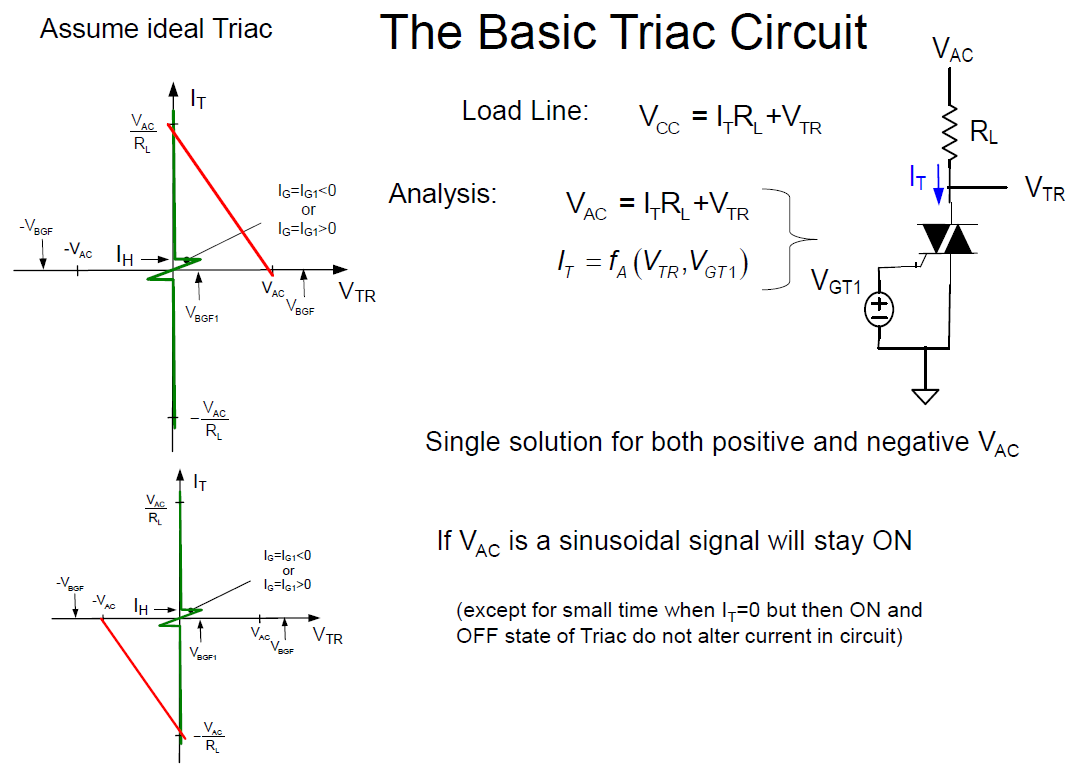 Assume ideal Triac
The Basic Triac Circuit
I_T
V_AC
R_L
I_G=I_G1<0
or
I_G=I_G1>0
-V_BGF
-V_AC
I_H
V_BGF1
V_AC
V_BGF
V_TR
-V_AC
R_L
Load Line: V_CC = I_TR_L+V_TR
Analysis: V_AC = I_TR_L+V_TR
I_T = f_A(V_TR,V_GT1)
V_AC
R_L
I_T
V_TR
V_GT1
Single solution for both positive and negative V_AC
I_T
V_AC
R_L
I_G=I_G1<0
or
I_G=I_G1>0
-V_BGF
-V_AC
I_H
V_BGF1
V_AC
V_BGF
V_TR
-V_AC
R_L
If V_AC is a sinusoidal signal will stay ON
(except for small time when I_T=0 but then ON and
OFF state of Triac do not alter current in circuit)